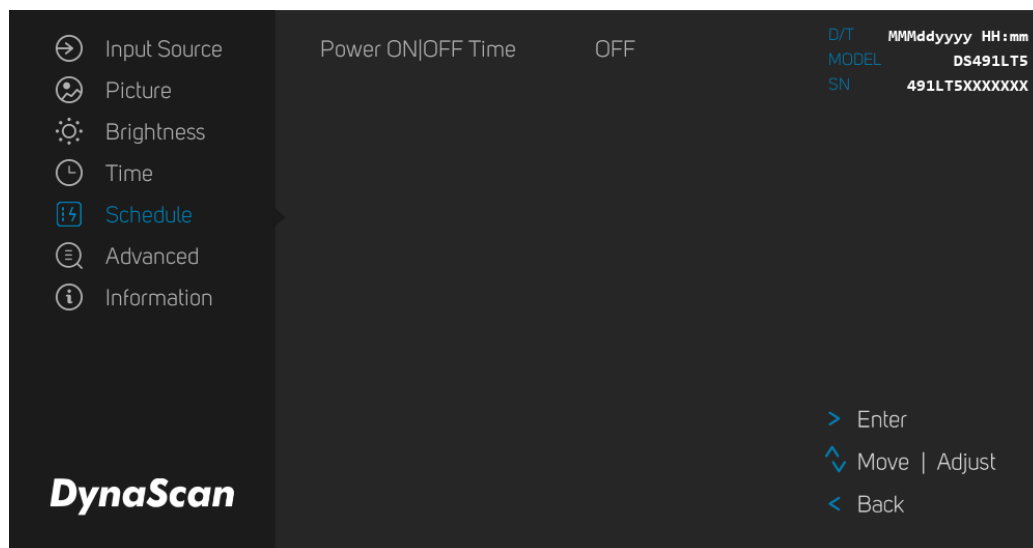 Input Source
Picture
Brightness
Time
Schedule
Advanced
Information
DynaScan
Power ON|OFF Time OFF
D/T MMMddyyyy HH:mm
MODEL DS491LT5
SN 491LT5XXXXXXX
> Enter
Move | Adjust
< Back